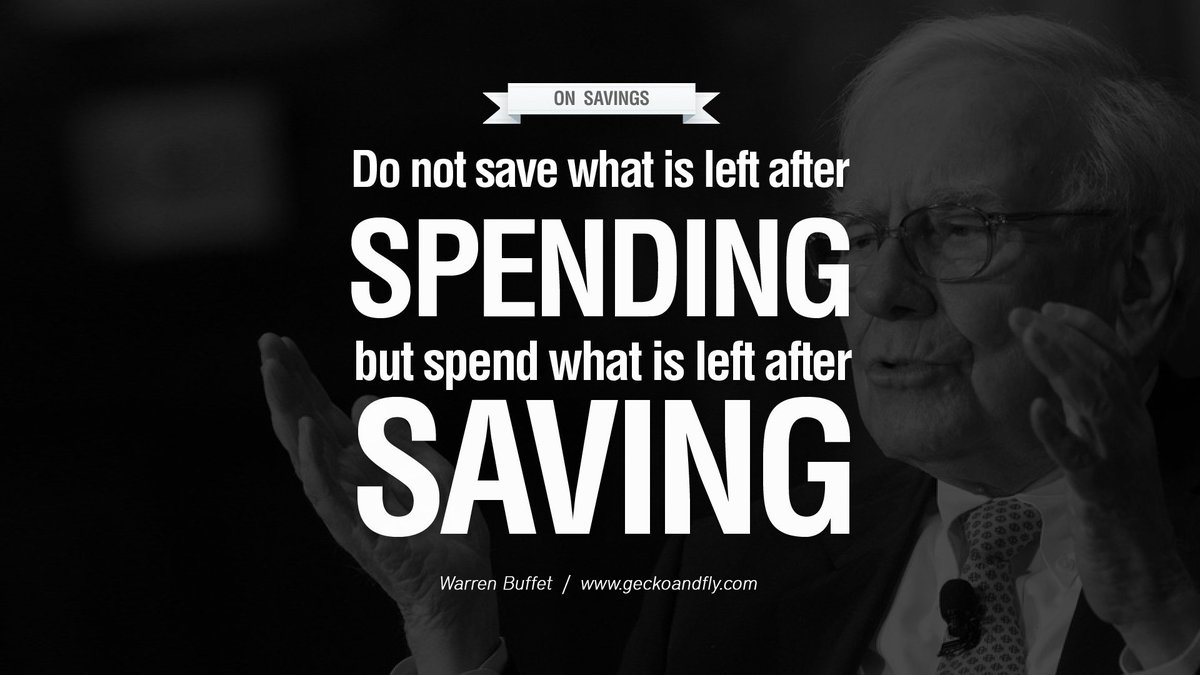 ON SAVINGS
Do not save what is left after
SPENDING
but spend what is left after
SAVING
Warren Buffet / www.geckoandfly.com